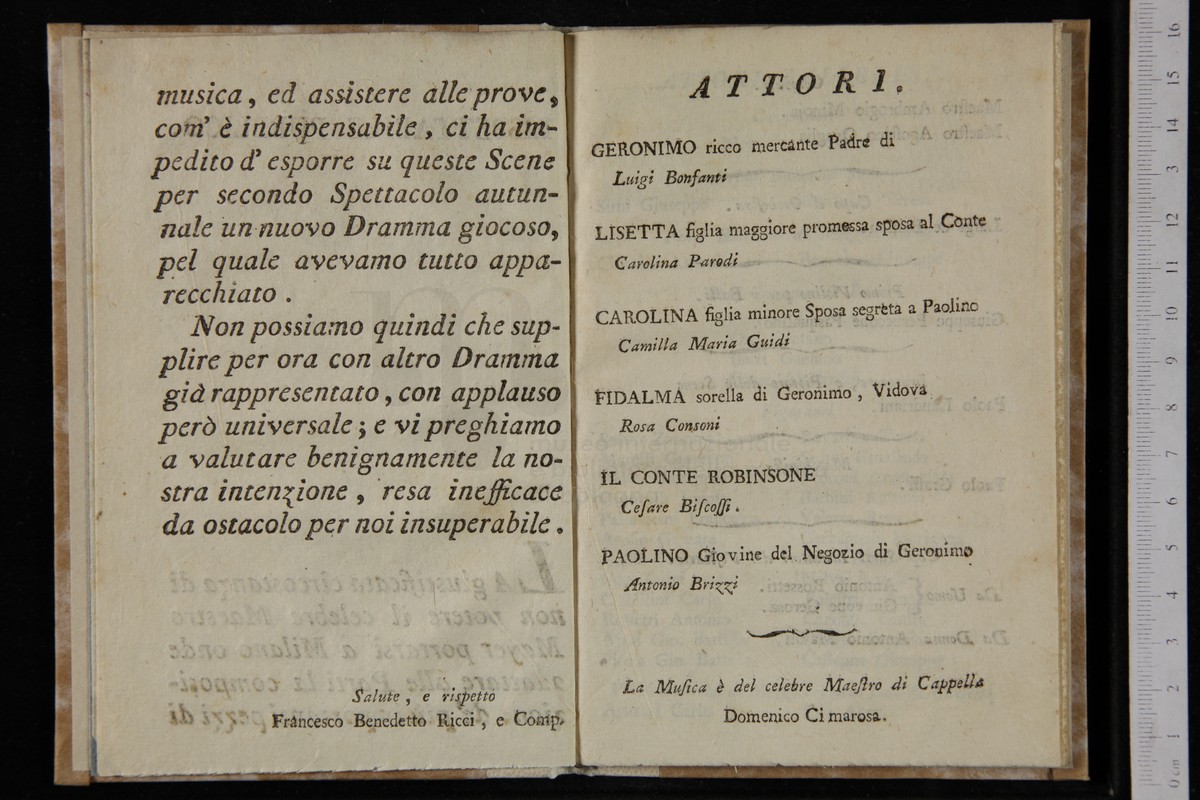 musica, ed assistere alle prove,
com' è indispensabile, ci ha im-
pedito d' esporre su queste Scene
per secondo Spettacolo autun-
nale un nuovo Dramma giocoso,
pel quale avevamo tutto appa-
recchiato.
Non possiamo quindi che sup-
plire per ora con altro Dramma
già rappresentato, con applauso
però universale; e vi preghiamo
a valutare benignamente la no-
stra intenzione, resa inefficace
da ostacolo per noi insuperabile.
Salute, e rispetto
Francesco Benedetto Ricci, e Comp.
ATTORI.
GERONIMO ricco mercante Padre di
Luigi Bonfanti
LISETTA figlia maggiore promessa sposa al Conte
Carolina Parodi
CAROLINA figlia minore Sposa segreta a Paolino
Camilla Maria Guidi
FIDALMA sorella di Geronimo, Vidova
Rosa Consoni
IL CONTE ROBINSONE
Ceſare Biſcoſſi.
PAOLINO Giovine del Negozio di Geronimo
Antonio Brizzi
La Muſica è del celebre Maeſtro di Cappella
Domenico Cimarosa.